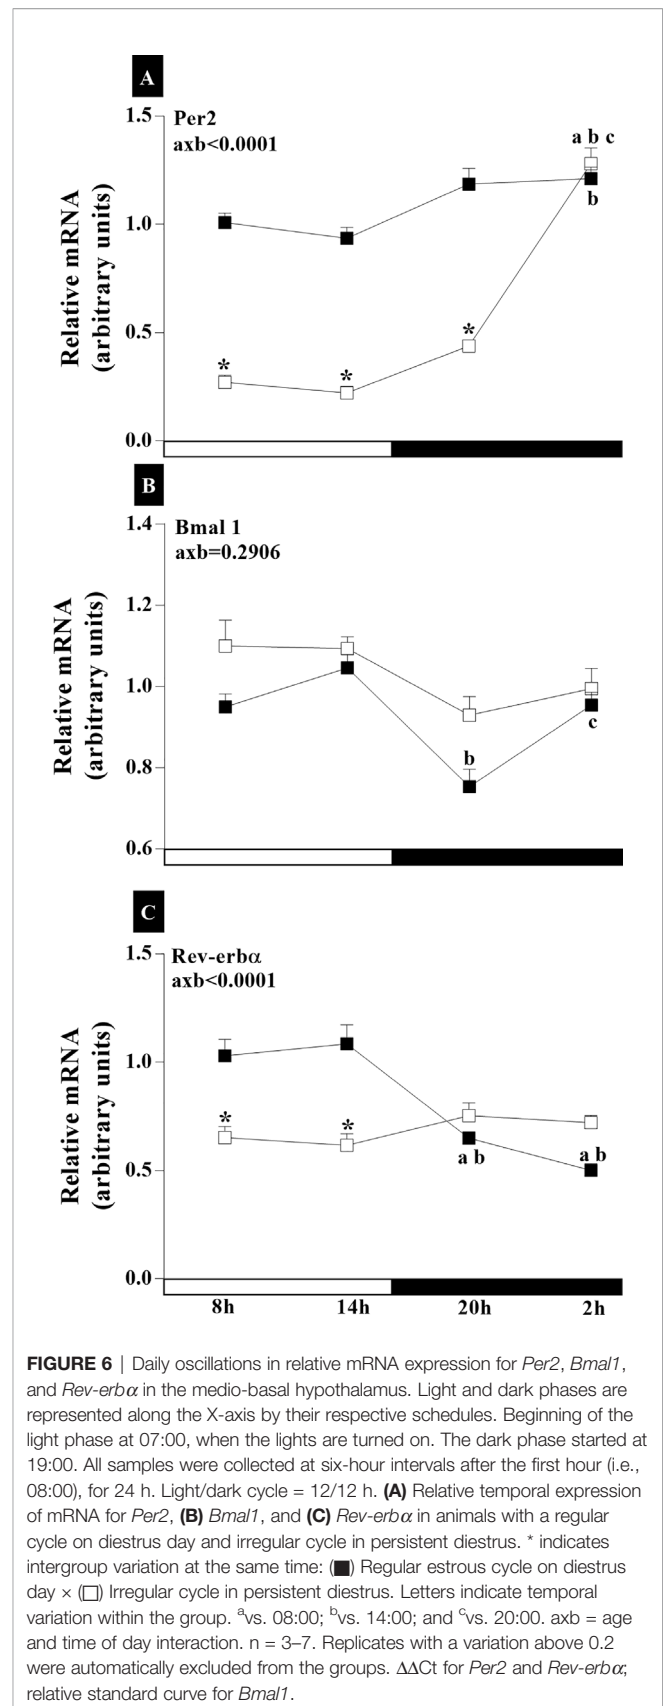 A
Per2
axb<0.0001
1.5
1.0
0.5
0.0
Relative mRNA
(arbitrary units)
*
*
*
a b c
b
B
Bmal 1
axb=0.2906
1.4
1.2
1.0
0.8
0.6
Relative mRNA
(arbitrary units)
b
c
C
Rev-erbα
axb<0.0001
1.5
1.0
0.5
0.0
Relative mRNA
(arbitrary units)
*
*
a b
a b
8h 14h 20h 2h
FIGURE 6 | Daily oscillations in relative mRNA expression for Per2, Bmal1,
and Rev-erbα in the medio-basal hypothalamus. Light and dark phases are
represented along the X-axis by their respective schedules. Beginning of the
light phase at 07:00, when the lights are turned on. The dark phase started at
19:00. All samples were collected at six-hour intervals after the first hour (i.e.,
08:00), for 24 h. Light/dark cycle = 12/12 h. (A) Relative temporal expression
of mRNA for Per2, (B) Bmal1, and (C) Rev-erbα in animals with a regular
cycle on diestrus day and irregular cycle in persistent diestrus. * indicates
intergroup variation at the same time: (■) Regular estrous cycle on diestrus
day × (□) Irregular cycle in persistent diestrus. Letters indicate temporal
variation within the group. ᵃvs. 08:00; ᵇvs. 14:00; and ᶜvs. 20:00. axb = age
and time of day interaction. n = 3–7. Replicates with a variation above 0.2
were automatically excluded from the groups. ΔΔCt for Per2 and Rev-erbα;
relative standard curve for Bmal1.